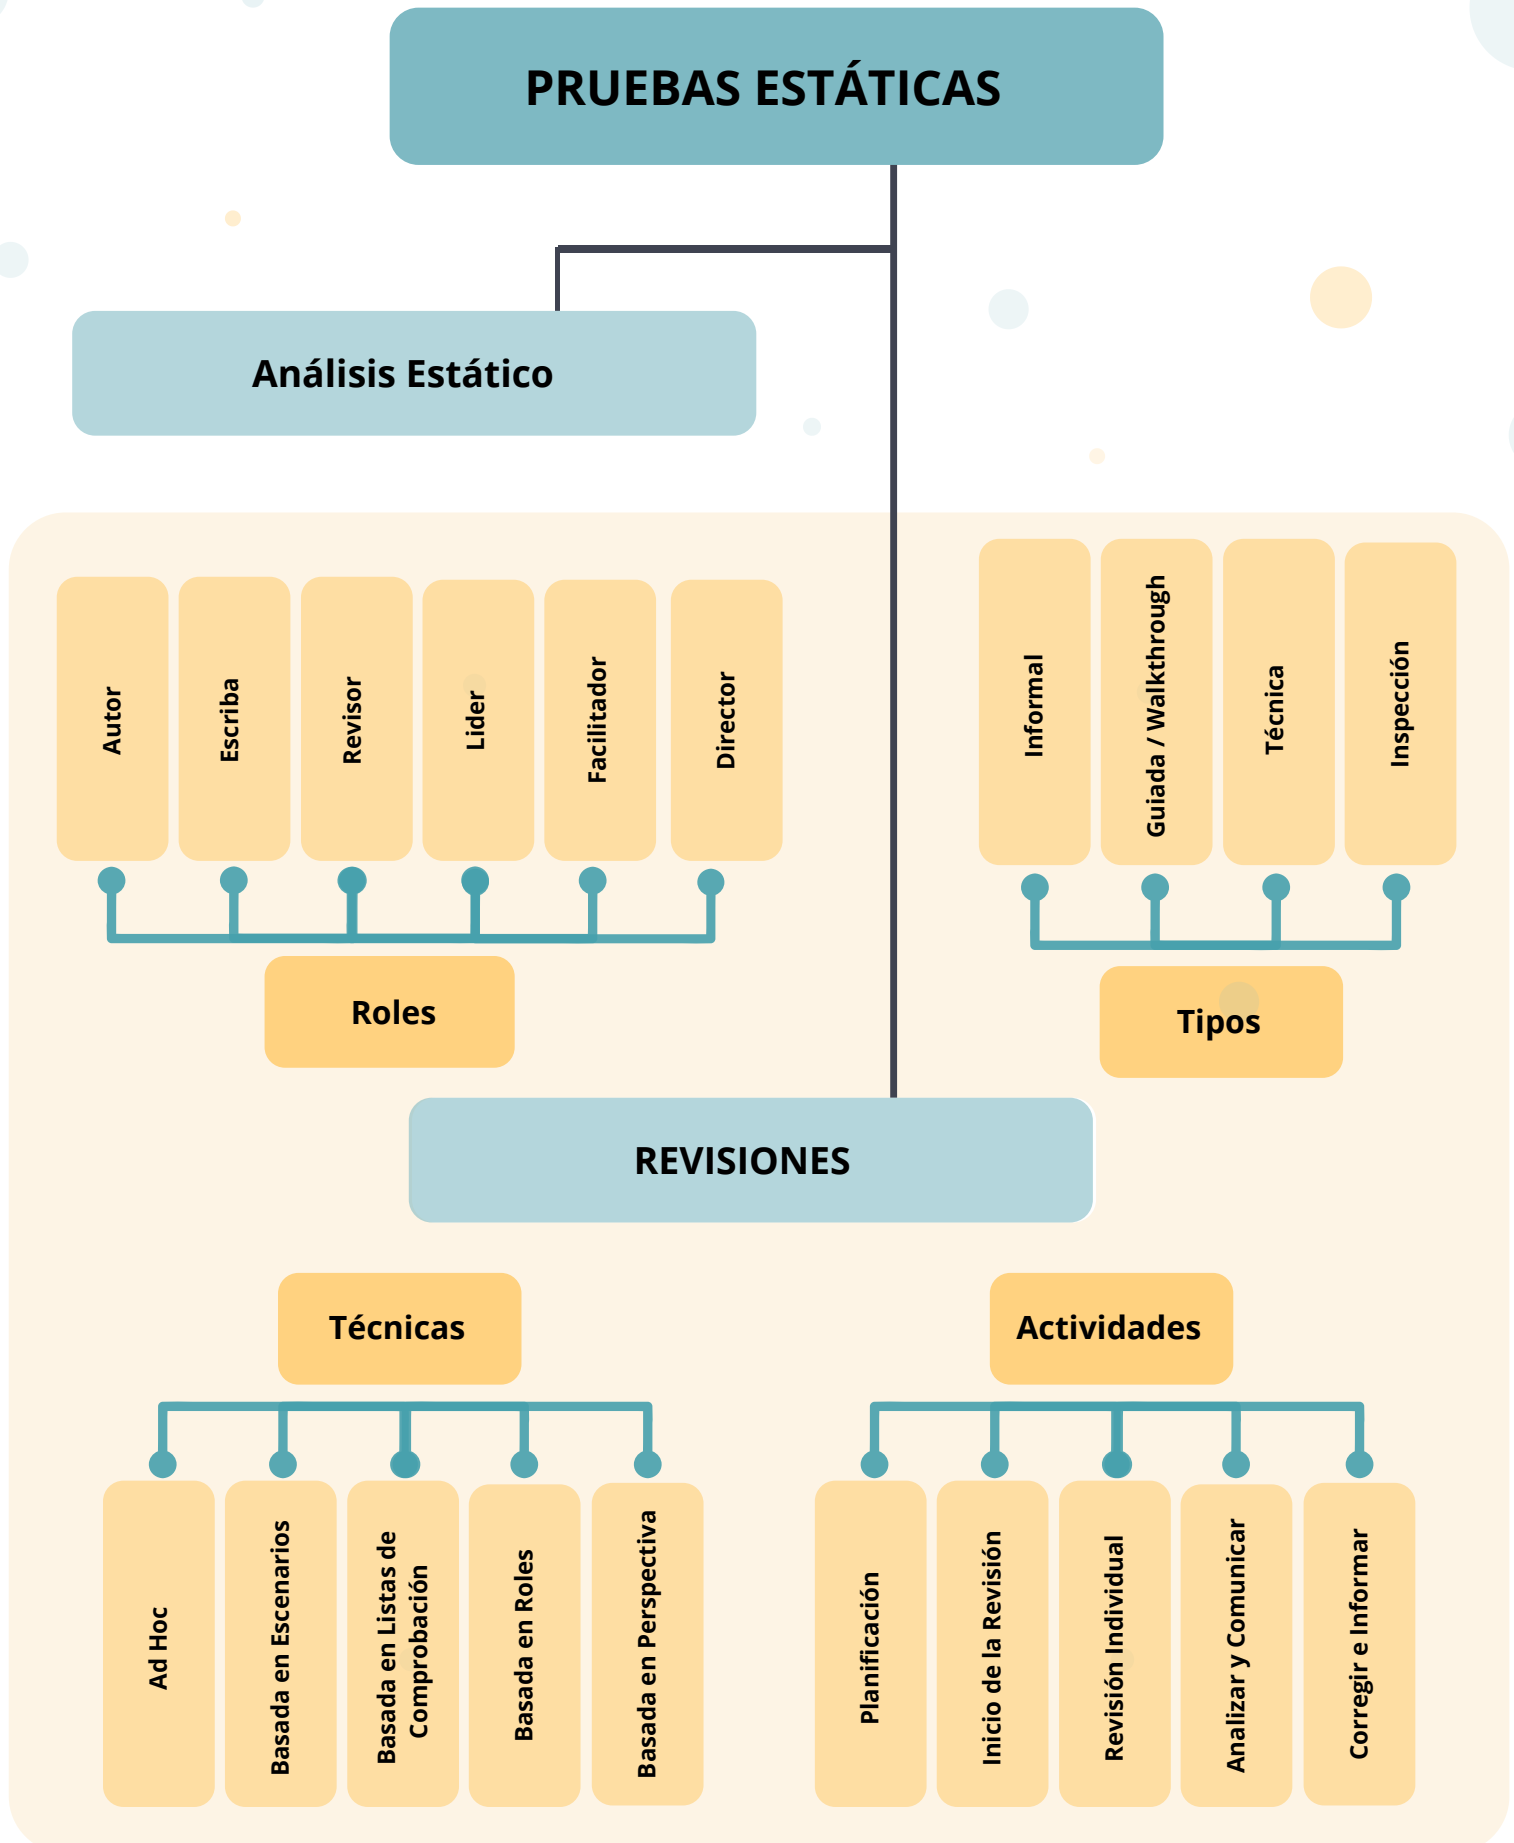 PRUEBAS ESTÁTICAS
Análisis Estático
Autor
Escriba
Revisor
Lider
Facilitador
Director
Informal
Guiada / Walkthrough
Técnica
Inspección
Roles
Tipos
REVISIONES
Técnicas
Actividades
Ad Hoc
Basada en Escenarios
Basada en Listas de
Comprobación
Basada en Roles
Basada en Perspectiva
Planificación
Inicio de la Revisión
Revisión Individual
Analizar y Comunicar
Corregir e Informar